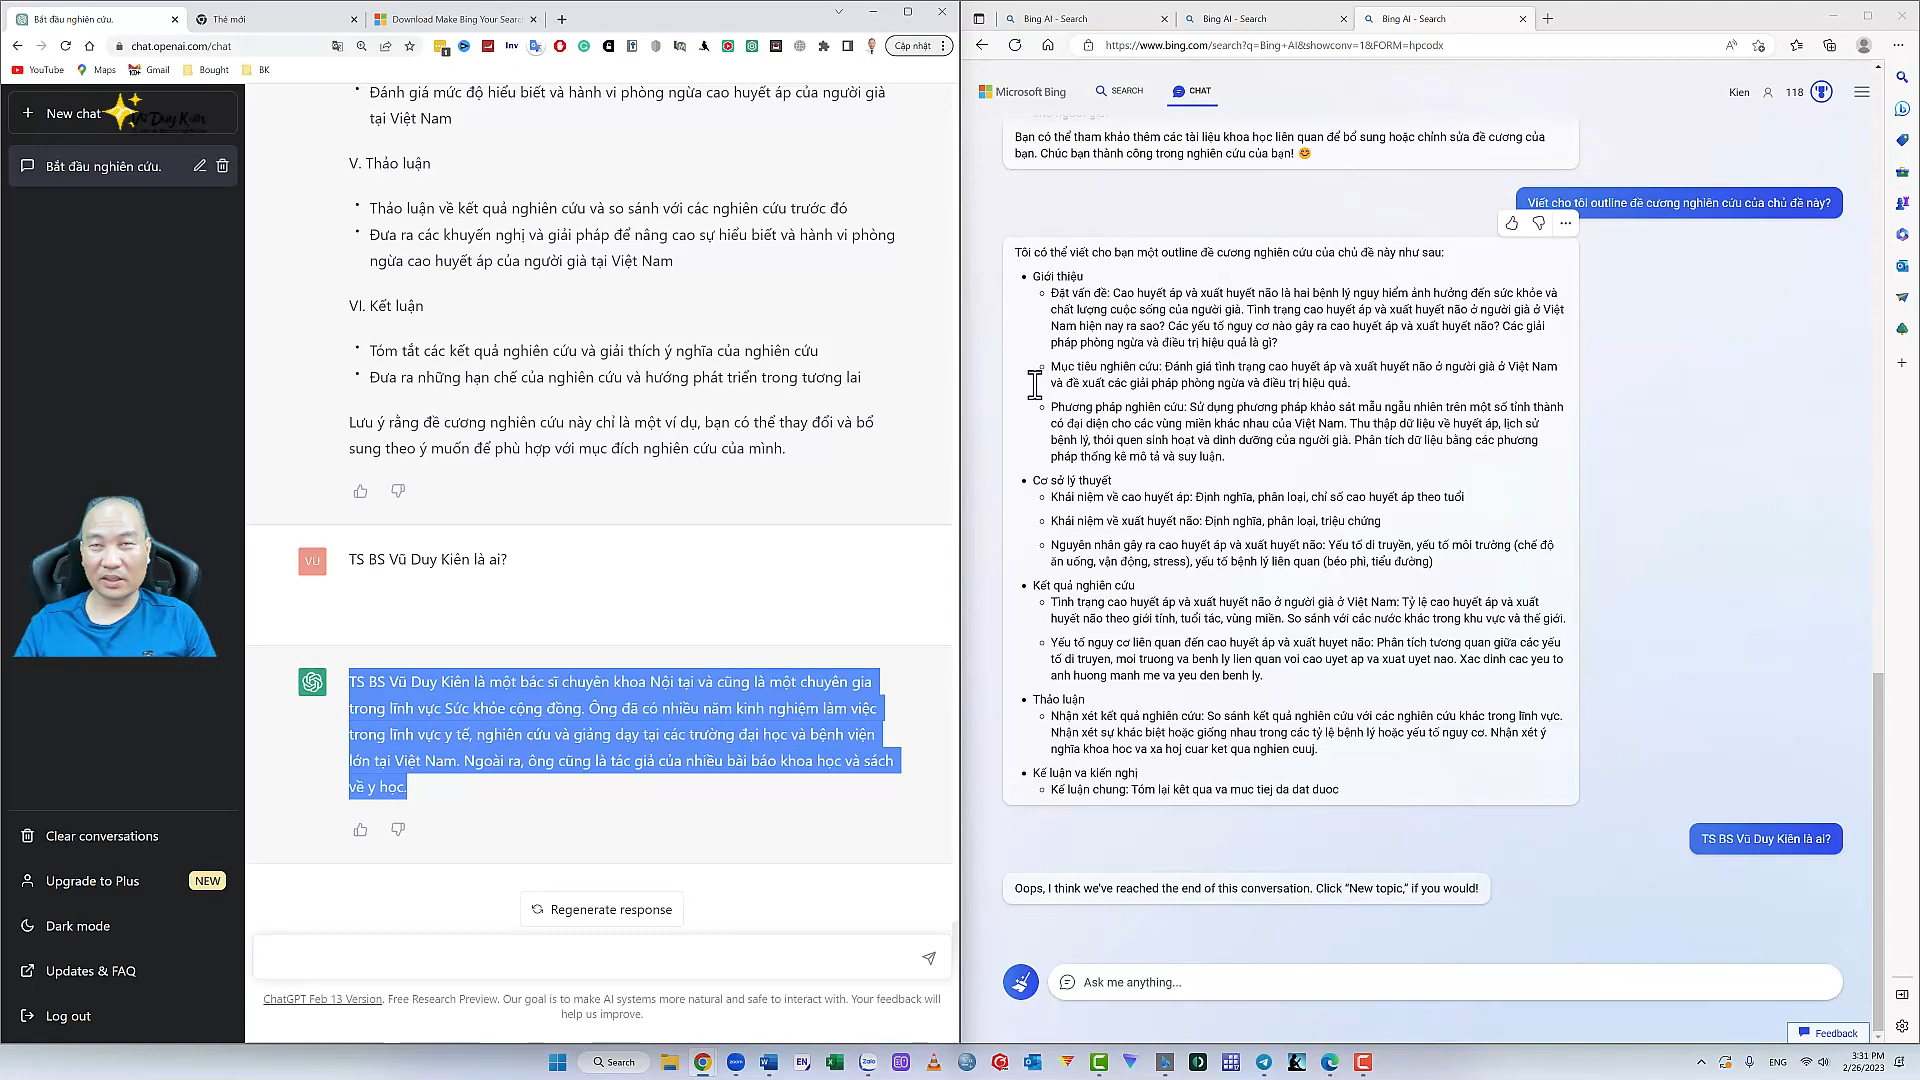 Bắt đầu nghiên cứu.
Thẻ mới
Download Make Bing Your Searc
chat.openai.com/chat
Inv
Cập nhật
YouTube
Maps
Gmail
Bought
BK
New chat
Vũ Duy Kiên
Bắt đầu nghiên cứu.
Clear conversations
Upgrade to Plus
NEW
Dark mode
Updates & FAQ
Log out
Đánh giá mức độ hiểu biết và hành vi phòng ngừa cao huyết áp của người già
tại Việt Nam
V. Thảo luận
Thảo luận về kết quả nghiên cứu và so sánh với các nghiên cứu trước đó
Đưa ra các khuyến nghị và giải pháp để nâng cao sự hiểu biết và hành vi phòng
ngừa cao huyết áp của người già tại Việt Nam
VI. Kết luận
Tóm tắt các kết quả nghiên cứu và giải thích ý nghĩa của nghiên cứu
Đưa ra những hạn chế của nghiên cứu và hướng phát triển trong tương lai
Lưu ý rằng đề cương nghiên cứu này chỉ là một ví dụ, bạn có thể thay đổi và bổ
sung theo ý muốn để phù hợp với mục đích nghiên cứu của mình.
VU
TS BS Vũ Duy Kiên là ai?
TS BS Vũ Duy Kiên là một bác sĩ chuyên khoa Nội tại và cũng là một chuyên gia
trong lĩnh vực Sức khỏe cộng đồng. Ông đã có nhiều năm kinh nghiệm làm việc
trong lĩnh vực y tế, nghiên cứu và giảng dạy tại các trường đại học và bệnh viện
lớn tại Việt Nam. Ngoài ra, ông cũng là tác giả của nhiều bài báo khoa học và sách
về y học.
Regenerate response
ChatGPT Feb 13 Version. Free Research Preview. Our goal is to make AI systems more natural and safe to interact with. Your feedback will
help us improve.
Bing AI - Search
Bing AI - Search
Bing AI - Search
https://www.bing.com/search?q=Bing+AI&showconv=1&FORM=hpcodx
Microsoft Bing
SEARCH
CHAT
Kien
118
Bạn có thể tham khảo thêm các tài liệu khoa học liên quan để bổ sung hoặc chỉnh sửa đề cương của
bạn. Chúc bạn thành công trong nghiên cứu của bạn! 😊
Viết cho tôi outline đề cương nghiên cứu của chủ đề này?
Tôi có thể viết cho bạn một outline đề cương nghiên cứu của chủ đề này như sau:
Giới thiệu
Đặt vấn đề: Cao huyết áp và xuất huyết não là hai bệnh lý nguy hiểm ảnh hưởng đến sức khỏe và
chất lượng cuộc sống của người già. Tình trạng cao huyết áp và xuất huyết não ở người già ở Việt
Nam hiện nay ra sao? Các yếu tố nguy cơ nào gây ra cao huyết áp và xuất huyết não? Các giải
pháp phòng ngừa và điều trị hiệu quả là gì?
Mục tiêu nghiên cứu: Đánh giá tình trạng cao huyết áp và xuất huyết não ở người già ở Việt Nam
và đề xuất các giải pháp phòng ngừa và điều trị hiệu quả.
Phương pháp nghiên cứu: Sử dụng phương pháp khảo sát mẫu ngẫu nhiên trên một số tỉnh thành
có đại diện cho các vùng miền khác nhau của Việt Nam. Thu thập dữ liệu về huyết áp, lịch sử
bệnh lý, thói quen sinh hoạt và dinh dưỡng của người già. Phân tích dữ liệu bằng các phương
pháp thống kê mô tả và suy luận.
Cơ sở lý thuyết
Khái niệm về cao huyết áp: Định nghĩa, phân loại, chỉ số cao huyết áp theo tuổi
Khái niệm về xuất huyết não: Định nghĩa, phân loại, triệu chứng
Nguyên nhân gây ra cao huyết áp và xuất huyết não: Yếu tố di truyền, yếu tố môi trường (chế độ
ăn uống, vận động, stress), yếu tố bệnh lý liên quan (béo phì, tiểu đường)
Kết quả nghiên cứu
Tình trạng cao huyết áp và xuất huyết não ở người già ở Việt Nam: Tỷ lệ cao huyết áp và xuất
huyết não theo giới tính, tuổi tác, vùng miền. So sánh với các nước khác trong khu vực và thế giới.
Yếu tố nguy cơ liên quan đến cao huyết áp và xuất huyet não: Phân tích tương quan giữa các yếu
tố di truyen, moi truong va benh ly lien quan voi cao uyet ap va xuat uyet nao. Xac dinh cac yeu to
anh huong manh me va yeu den benh ly.
Thảo luận
Nhận xét kết quả nghiên cứu: So sánh kết quả nghiên cứu với các nghiên cứu khác trong lĩnh vực.
Nhận xét sự khác biệt hoặc giống nhau trong các tỷ lệ bệnh lý hoặc yếu tố nguy cơ. Nhận xét ý
nghĩa khoa học va xa hoj cuar ket qua nghien cuuj.
Kế luận va kiến nghị
Kế luận chung: Tóm lại kêt qua va muc tiej da dat duoc
TS BS Vũ Duy Kiên là ai?
Oops, I think we've reached the end of this conversation. Click “New topic,” if you would!
Ask me anything...
Feedback
Search
ENG
3:31 PM
2/26/2023